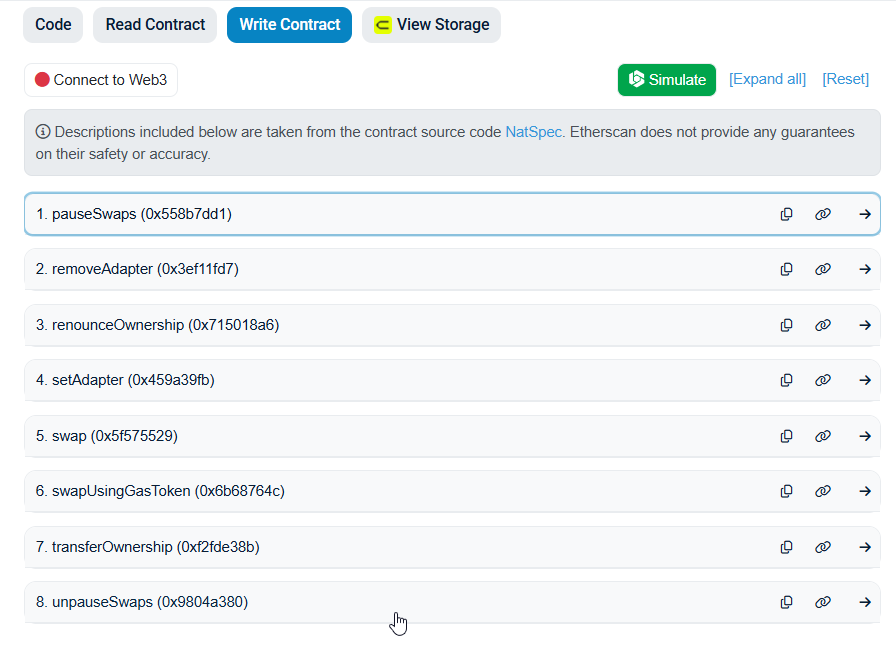 Code Read Contract Write Contract View Storage
Connect to Web3 Simulate [Expand all] [Reset]
Descriptions included below are taken from the contract source code NatSpec. Etherscan does not provide any guarantees
on their safety or accuracy.
1. pauseSwaps (0x558b7dd1)
2. removeAdapter (0x3ef11fd7)
3. renounceOwnership (0x715018a6)
4. setAdapter (0x459a39fb)
5. swap (0x5f575529)
6. swapUsingGasToken (0x6b68764c)
7. transferOwnership (0xf2fde38b)
8. unpauseSwaps (0x9804a380)